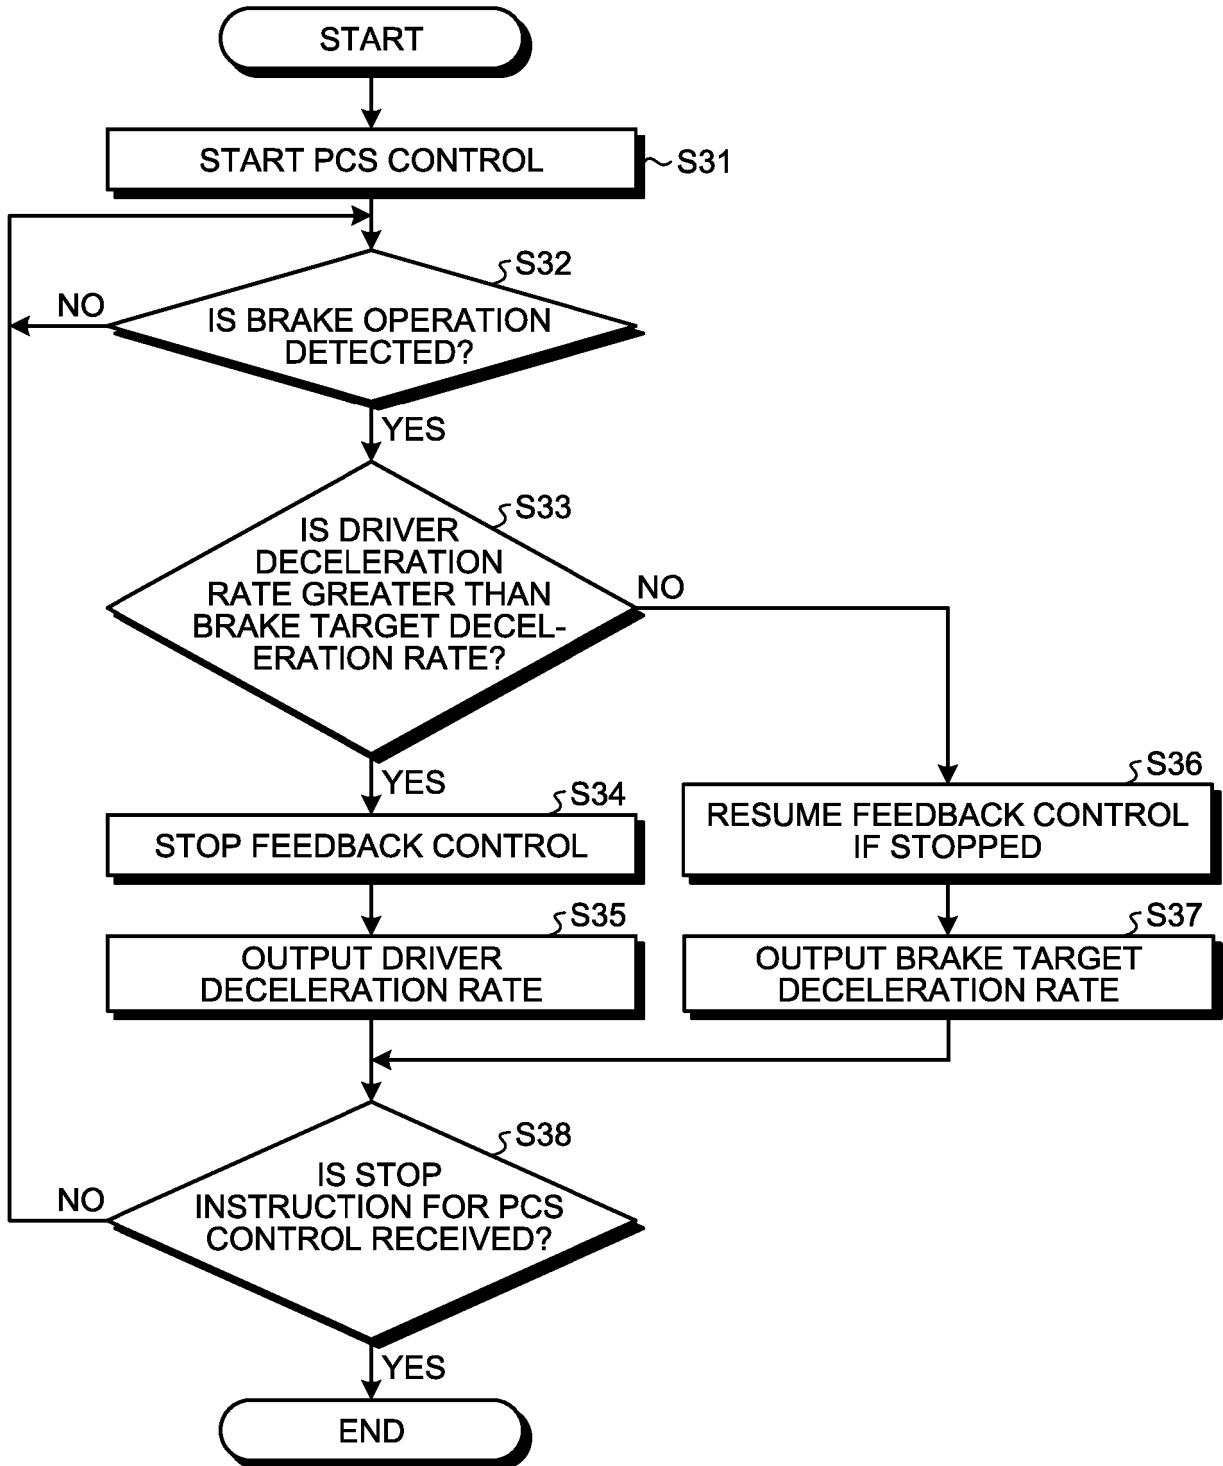 START
START PCS CONTROL
S31
S32
NO
IS BRAKE OPERATION
DETECTED?
YES
S33
IS DRIVER
DECELERATION
RATE GREATER THAN
BRAKE TARGET DECEL-
ERATION RATE?
NO
YES
S34
STOP FEEDBACK CONTROL
S36
RESUME FEEDBACK CONTROL
IF STOPPED
S35
OUTPUT DRIVER
DECELERATION RATE
S37
OUTPUT BRAKE TARGET
DECELERATION RATE
S38
NO
IS STOP
INSTRUCTION FOR PCS
CONTROL RECEIVED?
YES
END